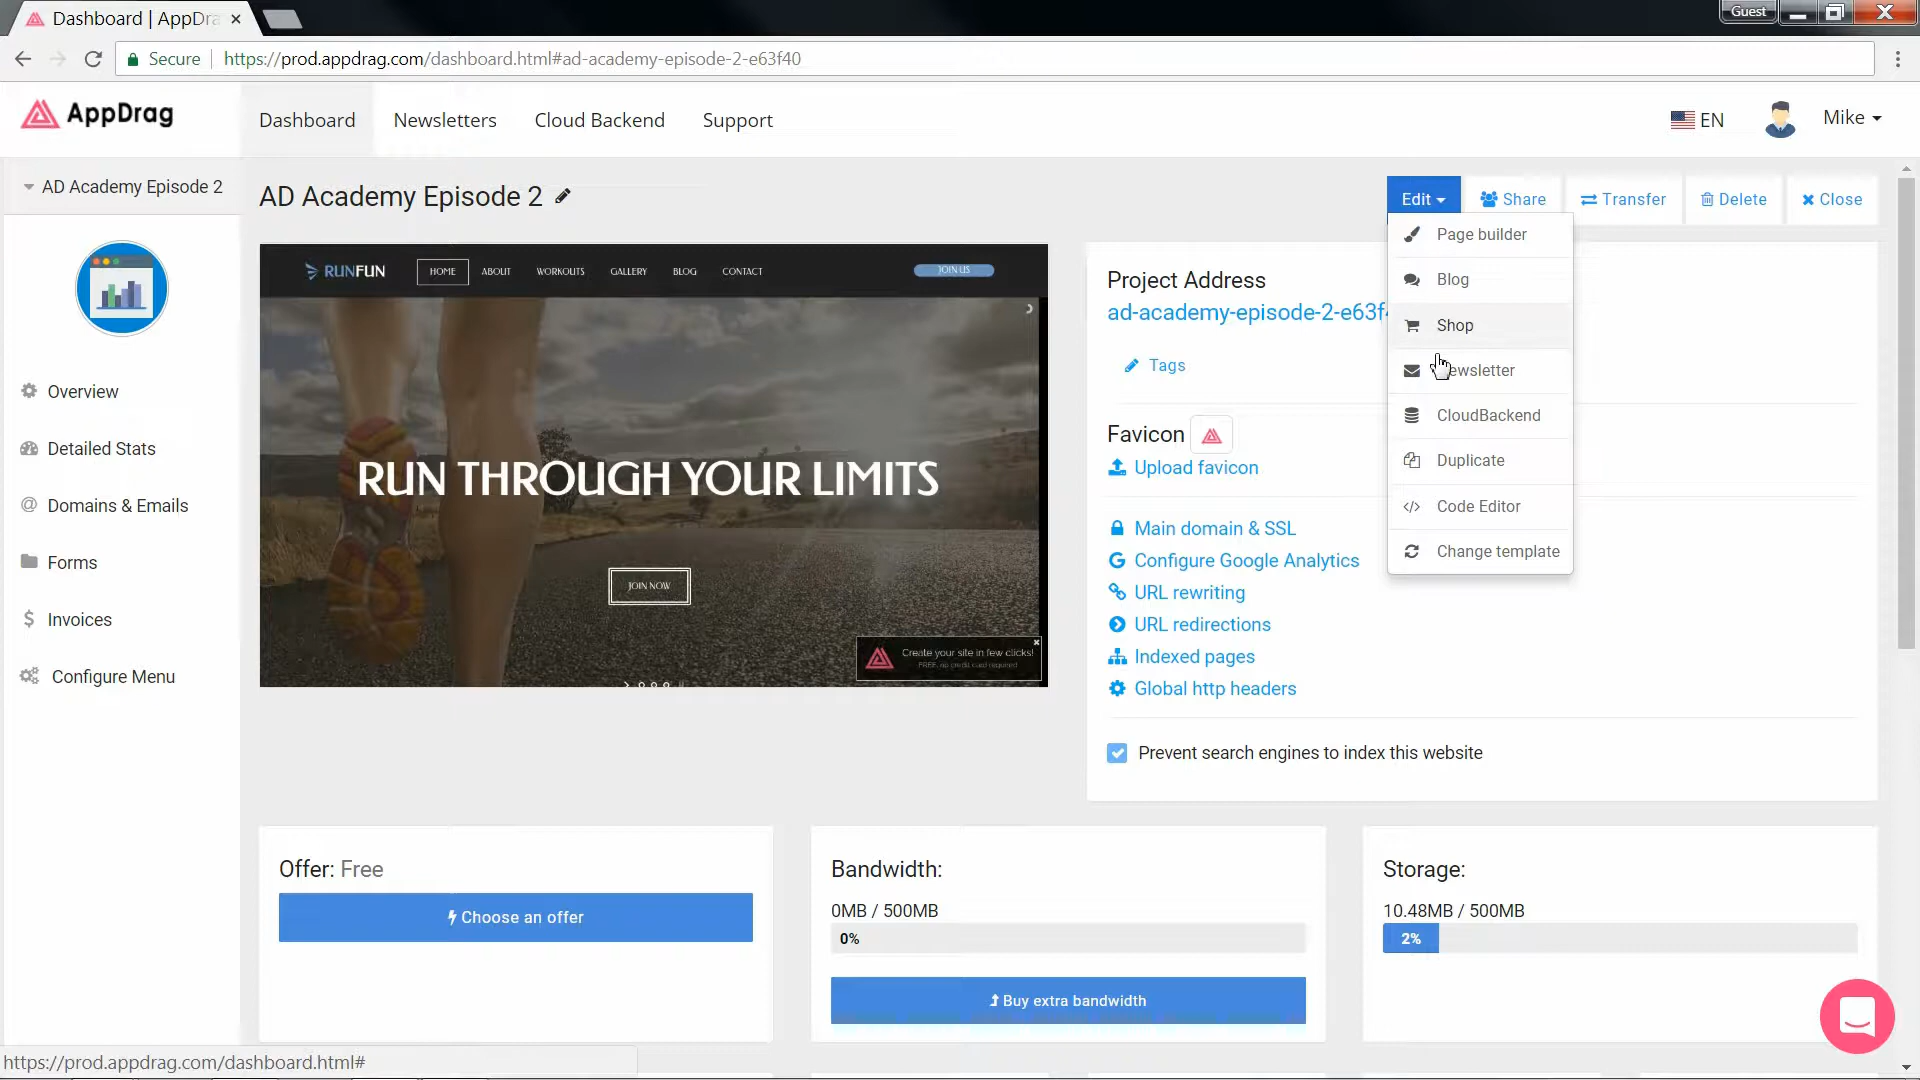 Dashboard | AppDra
Guest
Secure
https://prod.appdrag.com/dashboard.html#ad-academy-episode-2-e63f40
AppDrag
Dashboard
Newsletters
Cloud Backend
Support
EN
Mike
AD Academy Episode 2
Overview
Detailed Stats
Domains & Emails
Forms
Invoices
Configure Menu
AD Academy Episode 2
Edit
Share
Transfer
Delete
Close
RUNFUN
HOME
ABOUT
WORKOUTS
GALLERY
BLOG
CONTACT
JOIN US
RUN THROUGH YOUR LIMITS
JOIN NOW
Create your site in few clicks!
FREE, no credit card required
Project Address
ad-academy-episode-2-e63f
Tags
Favicon
Upload favicon
Main domain & SSL
Configure Google Analytics
URL rewriting
URL redirections
Indexed pages
Global http headers
Prevent search engines to index this website
Page builder
Blog
Shop
ewsletter
CloudBackend
Duplicate
Code Editor
Change template
Offer: Free
Choose an offer
Bandwidth:
0MB / 500MB
0%
Buy extra bandwidth
Storage:
10.48MB / 500MB
2%
https://prod.appdrag.com/dashboard.html#